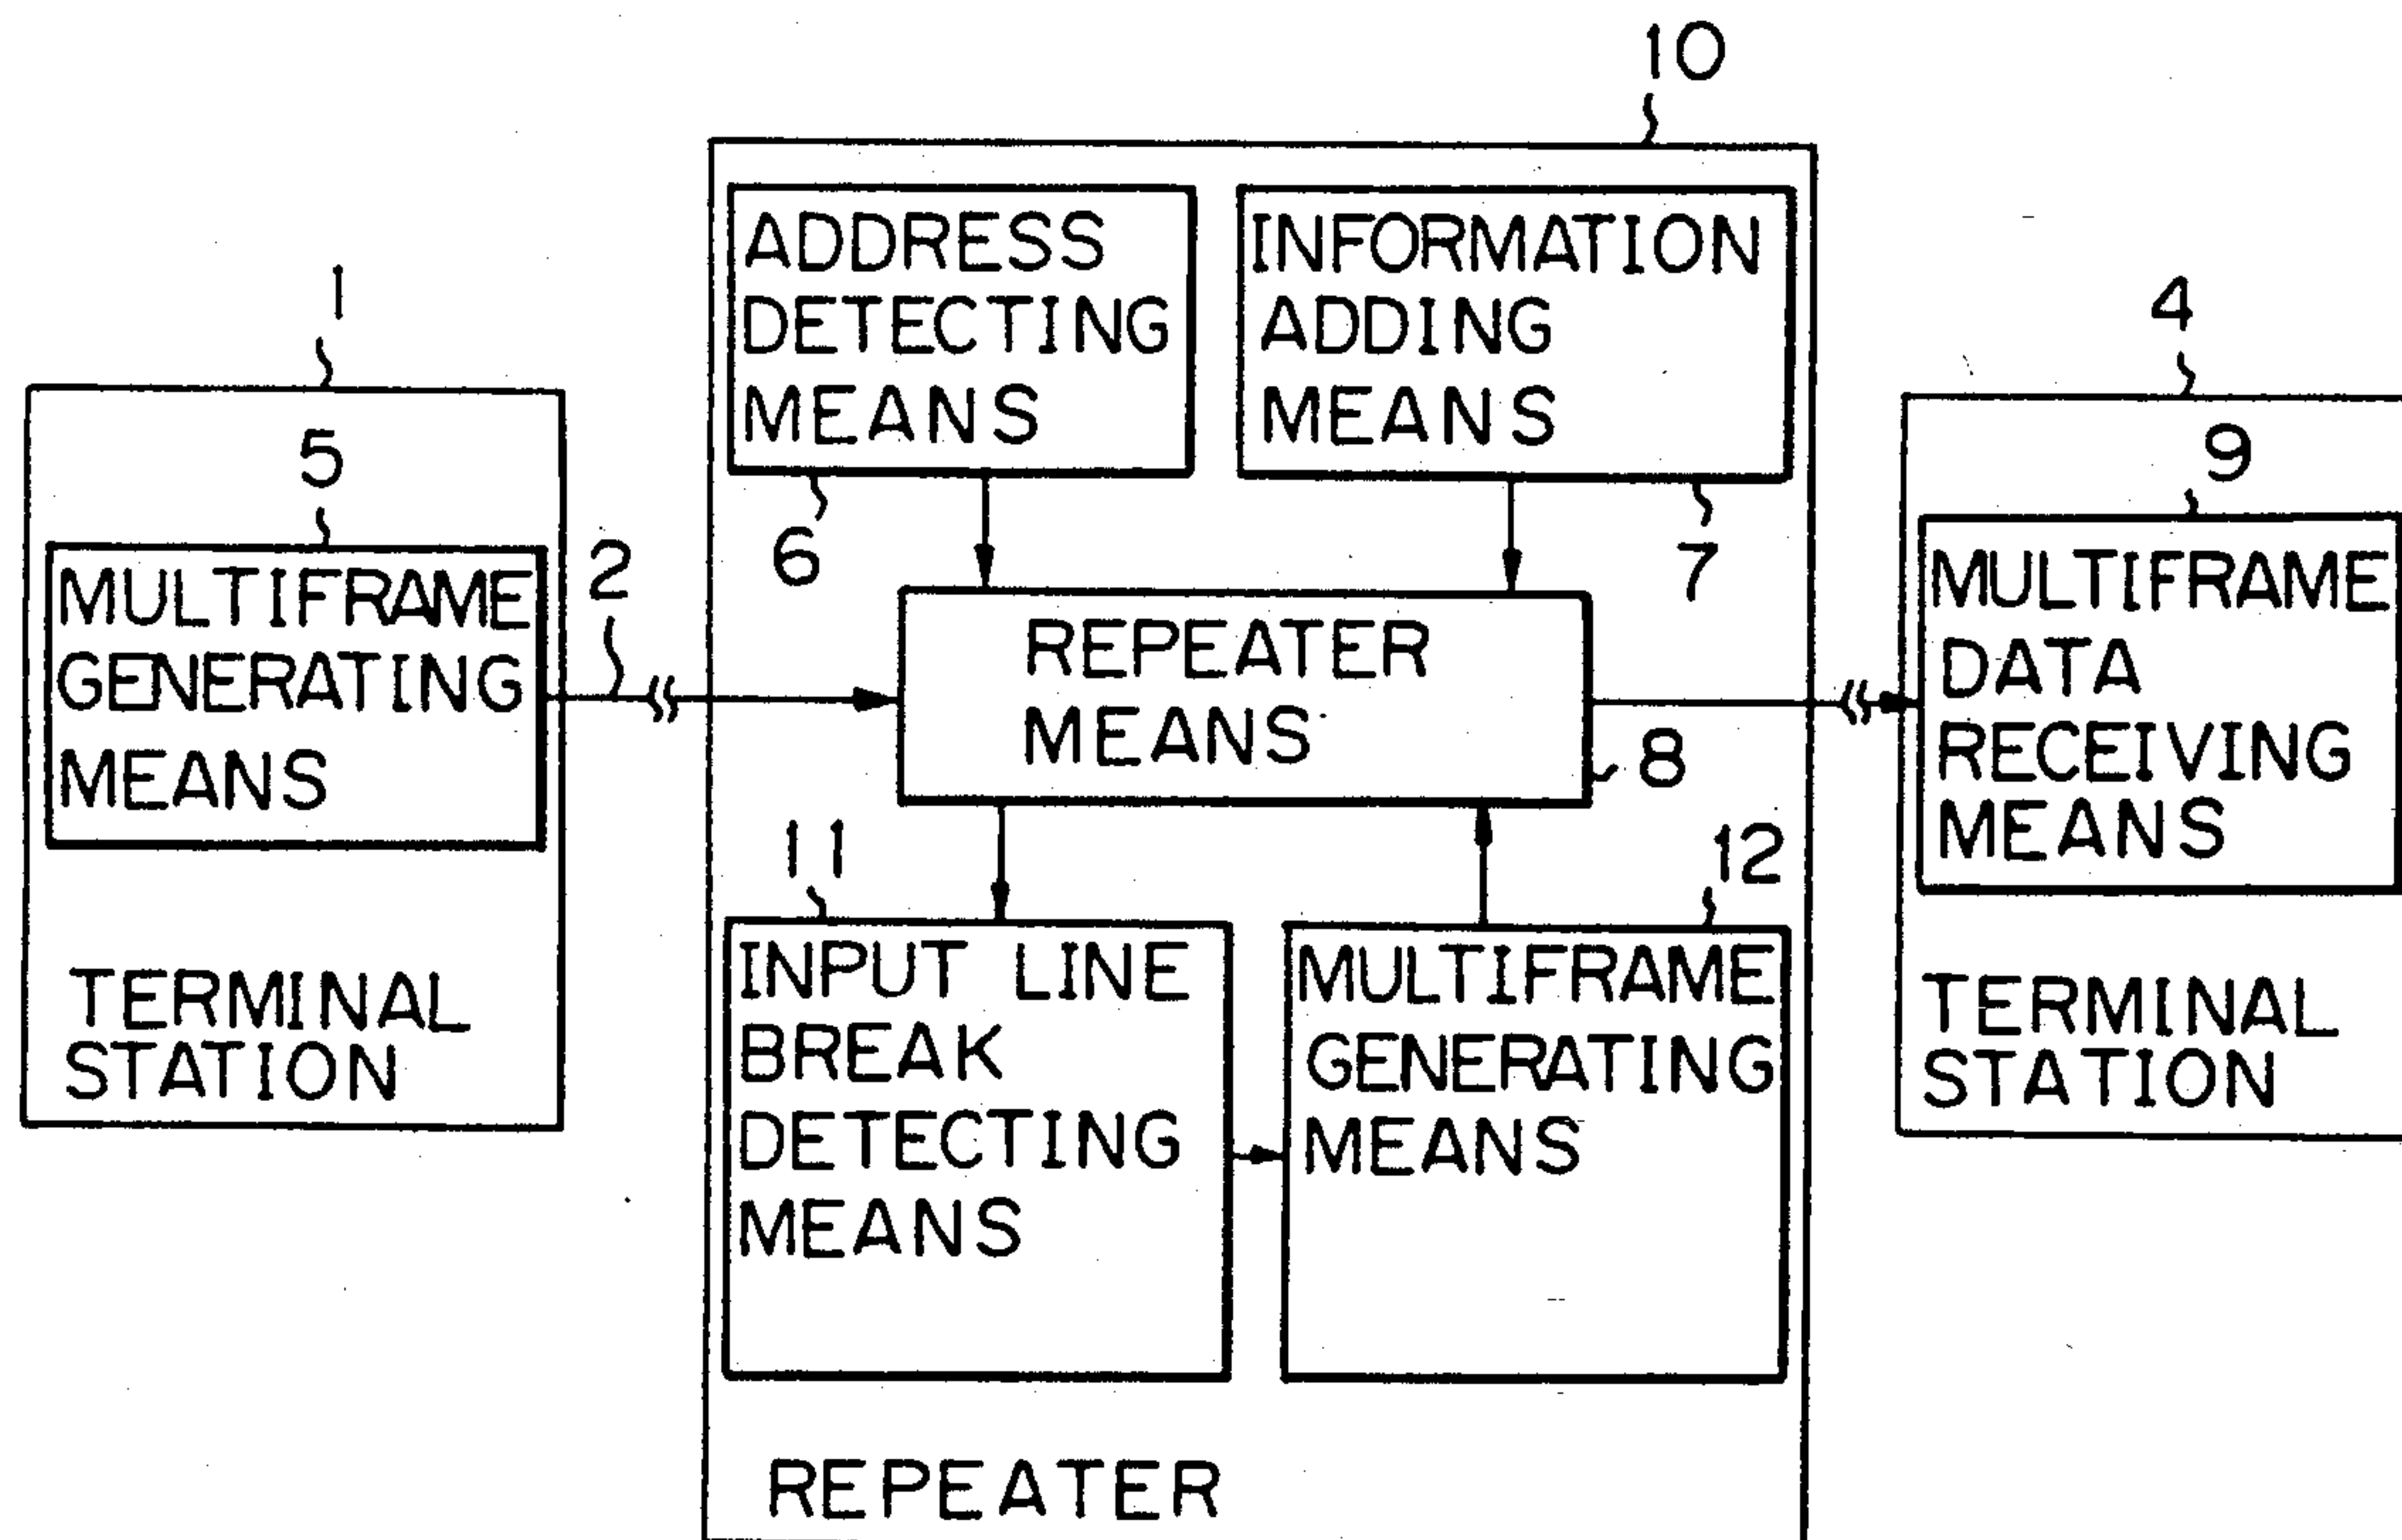 10
ADDRESS
DETECTING
MEANS
INFORMATION
ADDING
MEANS
1
4
5
9
6
7
2
MULTIFRAME
GENERATING
MEANS
REPEATER
MEANS
8
MULTIFRAME
DATA
RECEIVING
MEANS
11
12
INPUT LINE
BREAK
DETECTING
MEANS
MULTIFRAME
GENERATING
MEANS
TERMINAL
STATION
TERMINAL
STATION
REPEATER